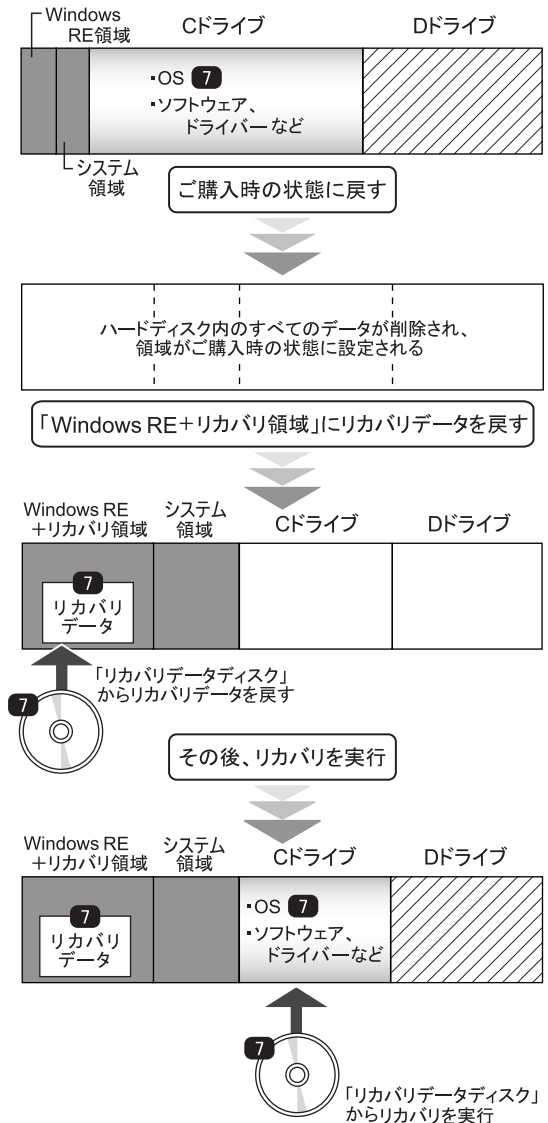 Windows
RE領域
Cドライブ
Dドライブ
・OS 7
・ソフトウェア、
ドライバーなど
システム
領域
ご購入時の状態に戻す
ハードディスク内のすべてのデータが削除され、
領域がご購入時の状態に設定される
「Windows RE+リカバリ領域」にリカバリデータを戻す
Windows RE
+リカバリ領域
システム
領域
Cドライブ
Dドライブ
7
リカバリ
データ
「リカバリデータディスク」
からリカバリデータを戻す
7
その後、リカバリを実行
Windows RE
+リカバリ領域
システム
領域
Cドライブ
Dドライブ
7
リカバリ
データ
・OS 7
・ソフトウェア、
ドライバーなど
7
「リカバリデータディスク」
からリカバリを実行